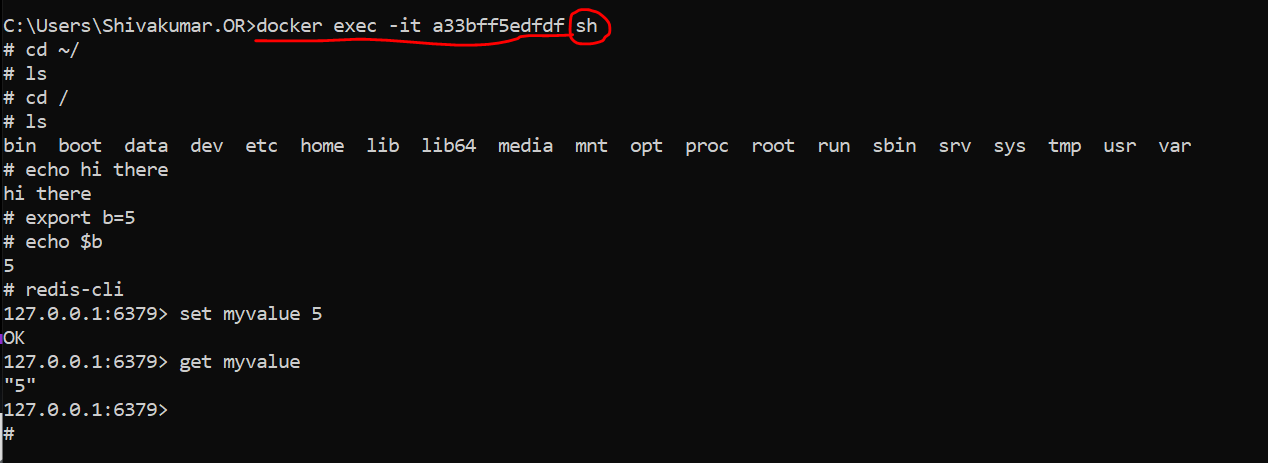 C:\Users\Shivakumar.OR>docker exec -it a33bff5edfdf sh
# cd ~/
# ls
# cd /
# ls
bin  boot  data  dev  etc  home  lib  lib64  media  mnt  opt  proc  root  run  sbin  srv  sys  tmp  usr  var
# echo hi there
hi there
# export b=5
# echo $b
5
# redis-cli
127.0.0.1:6379> set myvalue 5
OK
127.0.0.1:6379> get myvalue
"5"
127.0.0.1:6379>
#